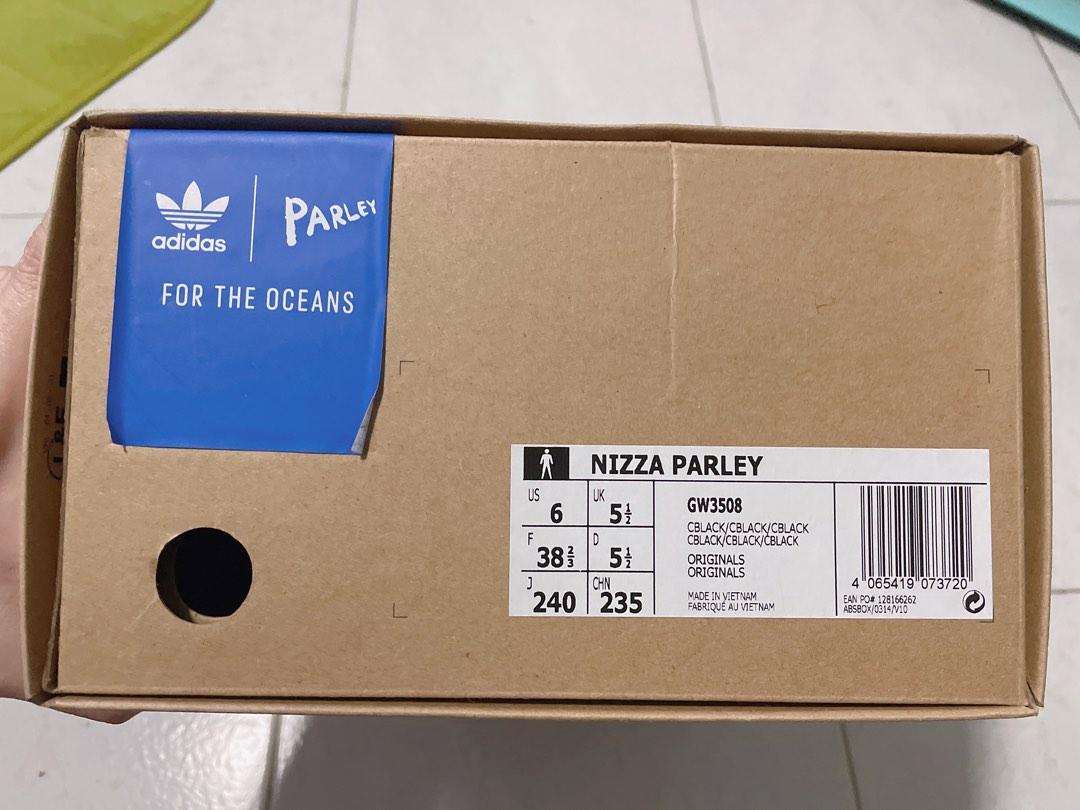 adidas
PARLEY
FOR THE OCEANS
NIZZA PARLEY
US 6 UK 5½
F 38⅔ D 5½
J 240 CHN 235
GW3508
CBLACK/CBLACK/CBLACK
CBLACK/CBLACK/CBLACK
ORIGINALS
ORIGINALS
MADE IN VIETNAM
FABRIQUÉ AU VIETNAM
4 065419 073720
EAN PO# 128166262
ABSBOX/0314/V10